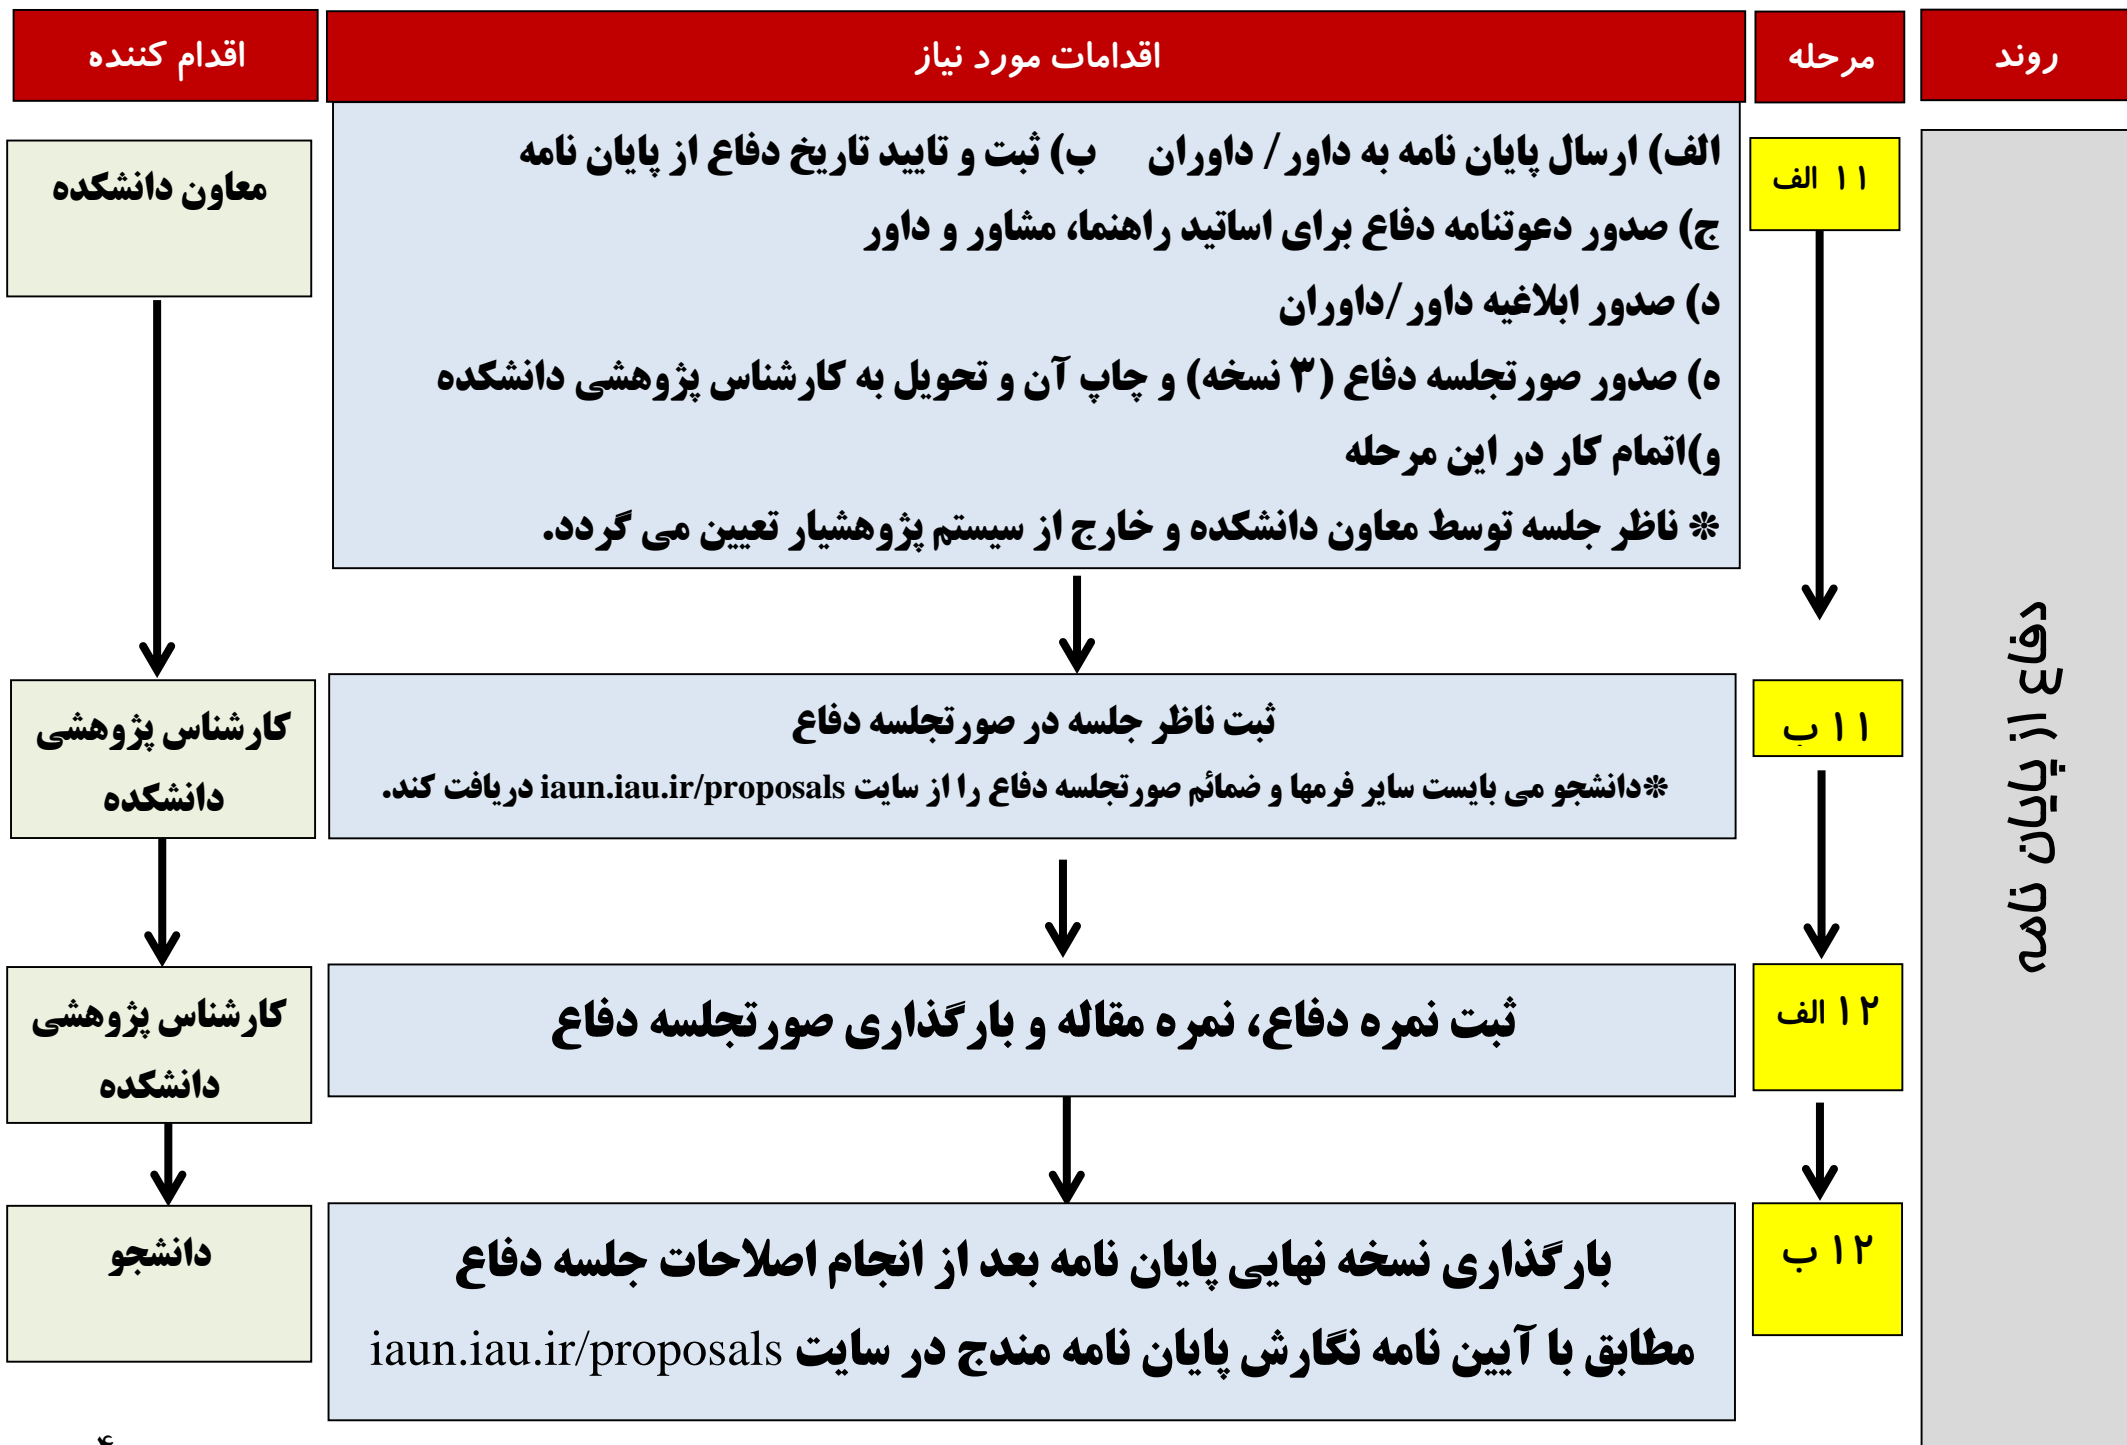 روند
مرحله
اقدامات مورد نیاز
اقدام کننده
دفاع از پایان نامه
۱۱ الف
الف) ارسال پایان نامه به داور/ داوران ب) ثبت و تایید تاریخ دفاع از پایان نامه
ج) صدور دعوتنامه دفاع برای اساتید راهنما، مشاور و داور
د) صدور ابلاغیه داور/داوران
ه) صدور صورتجلسه دفاع (۳ نسخه) و چاپ آن و تحویل به کارشناس پژوهشی دانشکده
و)اتمام کار در این مرحله
* ناظر جلسه توسط معاون دانشکده و خارج از سیستم پژوهشیار تعیین می گردد.
معاون دانشکده
۱۱ ب
ثبت ناظر جلسه در صورتجلسه دفاع
*دانشجو می بایست سایر فرمها و ضمائم صورتجلسه دفاع را از سایت iaun.iau.ir/proposals دریافت کند.
کارشناس پژوهشی
دانشکده
۱۲ الف
ثبت نمره دفاع، نمره مقاله و بارگذاری صورتجلسه دفاع
کارشناس پژوهشی
دانشکده
۱۲ ب
بارگذاری نسخه نهایی پایان نامه بعد از انجام اصلاحات جلسه دفاع
مطابق با آیین نامه نگارش پایان نامه مندج در سایت iaun.iau.ir/proposals
دانشجو
۴